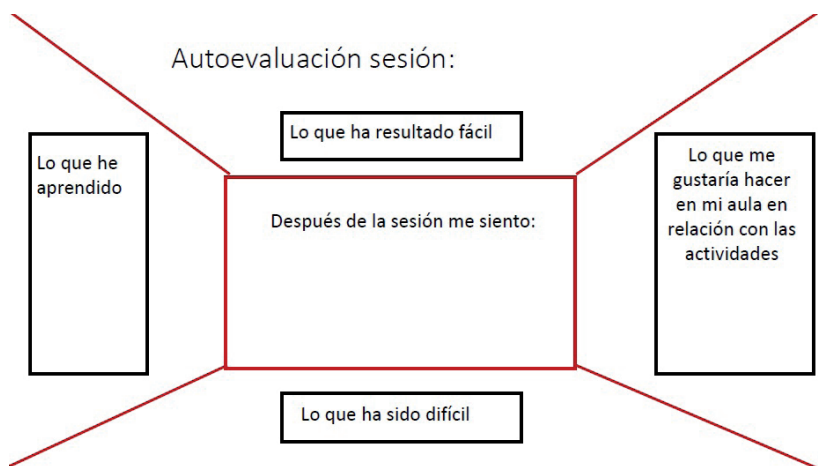 Autoevaluación sesión:
Lo que ha resultado fácil
Lo que he
aprendido
Lo que me
gustaría hacer
en mi aula en
relación con las
actividades
Después de la sesión me siento:
Lo que ha sido difícil